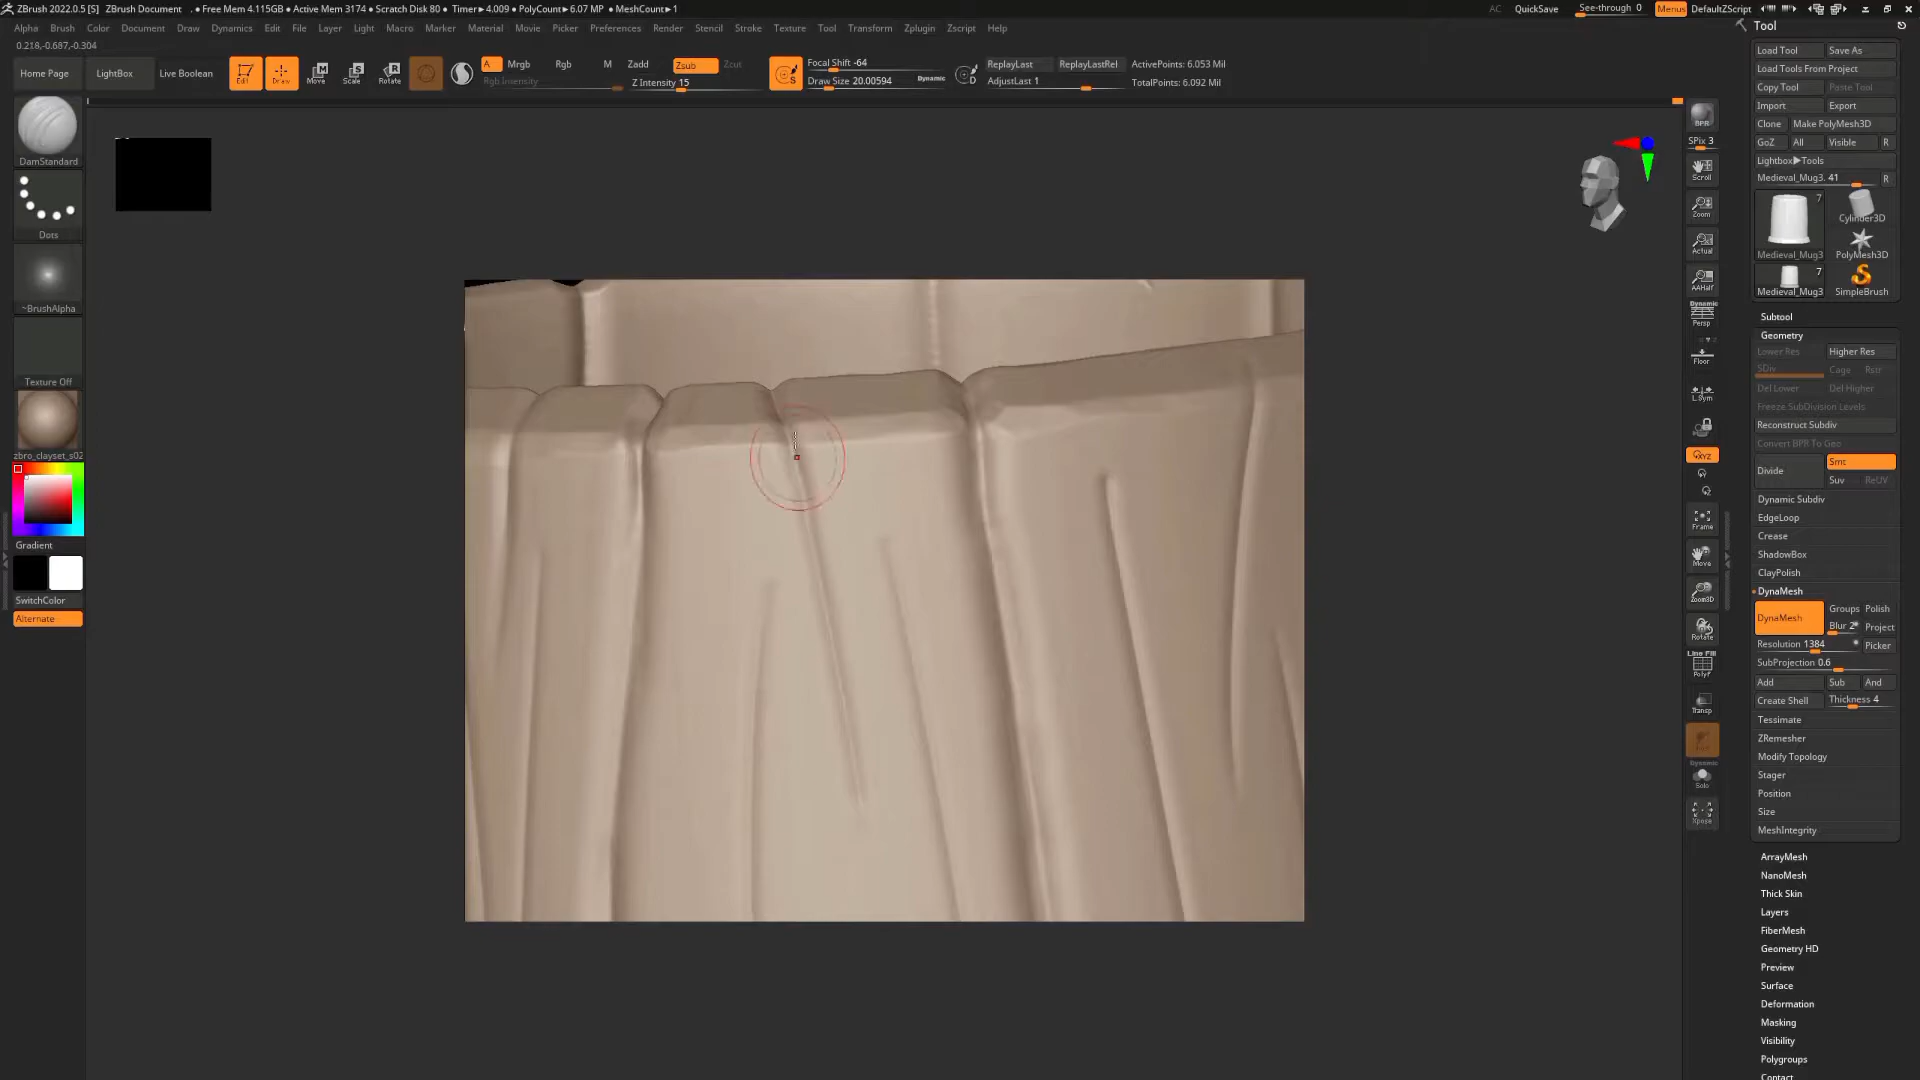 ZBrush 2022.0.5 [S] ZBrush Document . ● Free Mem 4.115GB ● Active Mem 3174 ● Scratch Disk 80 ● Timer►4.009 ● PolyCount►6.07 MP ● MeshCount►1 AC QuickSave See-through 0 Menus DefaultZScript
Alpha Brush Color Document Draw Dynamics Edit File Layer Light Macro Marker Material Movie Picker Preferences Render Stencil Stroke Texture Tool Transform Zplugin Zscript Help
0.218,-0.687,-0.304
Home Page LightBox Live Boolean Edit Draw Move Scale Rotate A Mrgb Rgb M Zadd Zsub Zcut
Rgb Intensity Z Intensity 15
S Focal Shift -64
Draw Size 20.00594 Dynamic
D ReplayLast ReplayLastRel ActivePoints: 6.053 Mil
AdjustLast 1 TotalPoints: 6.092 Mil
DamStandard
Dots
~BrushAlpha
Texture Off
zbro_clayset_s02
Gradient
SwitchColor
Alternate
BPR
SPix 3
Scroll
Zoom
Actual
AAHalf
Dynamic
Persp
Floor
L.Sym
XYZ
Frame
Move
Zoom3D
Rotate
Line Fill
PolyF
Transp
Dynamic
Solo
Xpose
Tool
Load Tool Save As
Load Tools From Project
Copy Tool Paste Tool
Import Export
Clone Make PolyMesh3D
GoZ All Visible R
Lightbox►Tools
Medieval_Mug3. 41 R
7
Cylinder3D
Medieval_Mug3 PolyMesh3D
7
Medieval_Mug3 SimpleBrush
Subtool
Geometry
Lower Res Higher Res
SDiv Cage Rstr
Del Lower Del Higher
Freeze SubDivision Levels
Reconstruct Subdiv
Convert BPR To Geo
Divide Smt
Suv ReUV
Dynamic Subdiv
EdgeLoop
Crease
ShadowBox
ClayPolish
DynaMesh
DynaMesh Groups Polish
Blur 2 Project
Resolution 1384 Picker
SubProjection 0.6
Add Sub And
Create Shell Thickness 4
Tessimate
ZRemesher
Modify Topology
Stager
Position
Size
MeshIntegrity
ArrayMesh
NanoMesh
Thick Skin
Layers
FiberMesh
Geometry HD
Preview
Surface
Deformation
Masking
Visibility
Polygroups
Contact